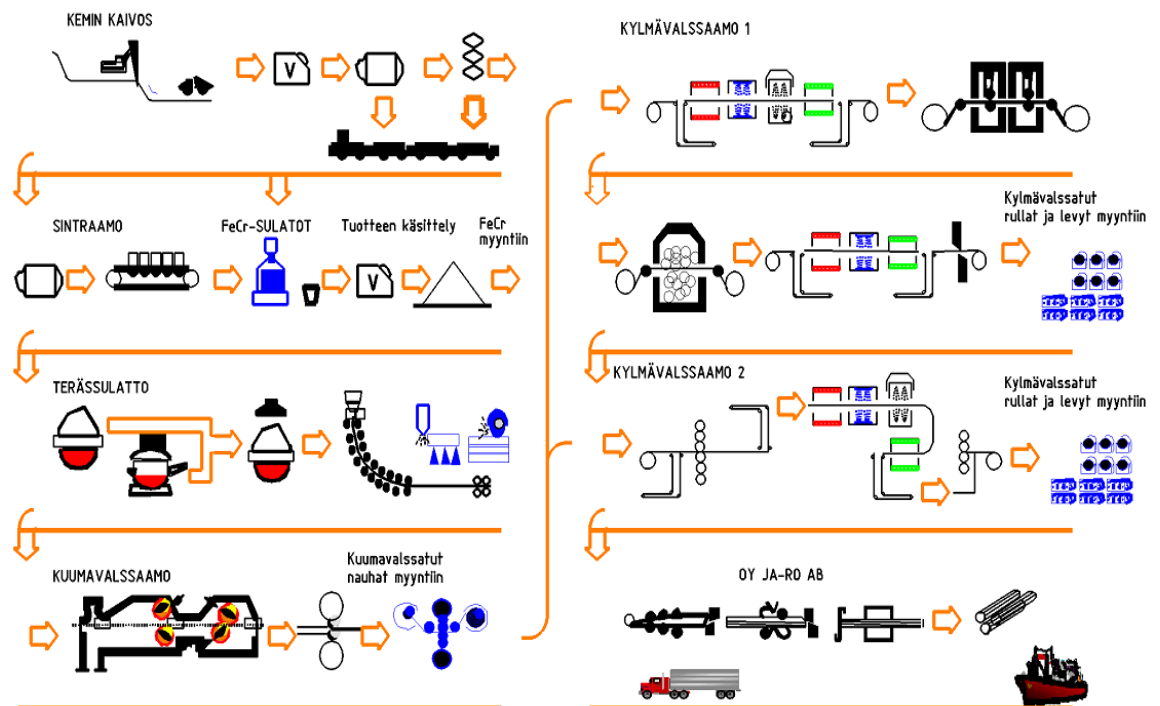 KEMIN KAIVOS
V
SINTRAAMO
FeCr-SULATOT
Tuotteen käsittely
FeCr
myyntiin
V
TERÄSSULATTO
KUUMAVALSSAAMO
Kuumavalssatut
nauhat myyntiin
KYLMÄVALSSAAMO 1
Kylmävalssatut
rullat ja levyt myyntiin
KYLMÄVALSSAAMO 2
Kylmävalssatut
rullat ja levyt myyntiin
OY JA-RO AB